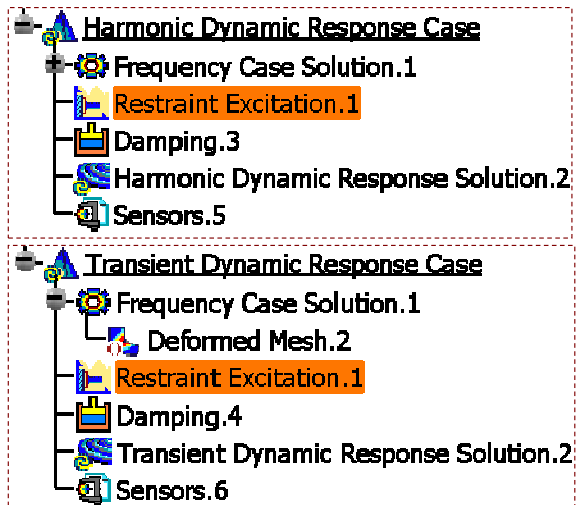 Harmonic Dynamic Response Case
Frequency Case Solution.1
Restraint Excitation.1
Damping.3
Harmonic Dynamic Response Solution.2
Sensors.5
Transient Dynamic Response Case
Frequency Case Solution.1
Deformed Mesh.2
Restraint Excitation.1
Damping.4
Transient Dynamic Response Solution.2
Sensors.6